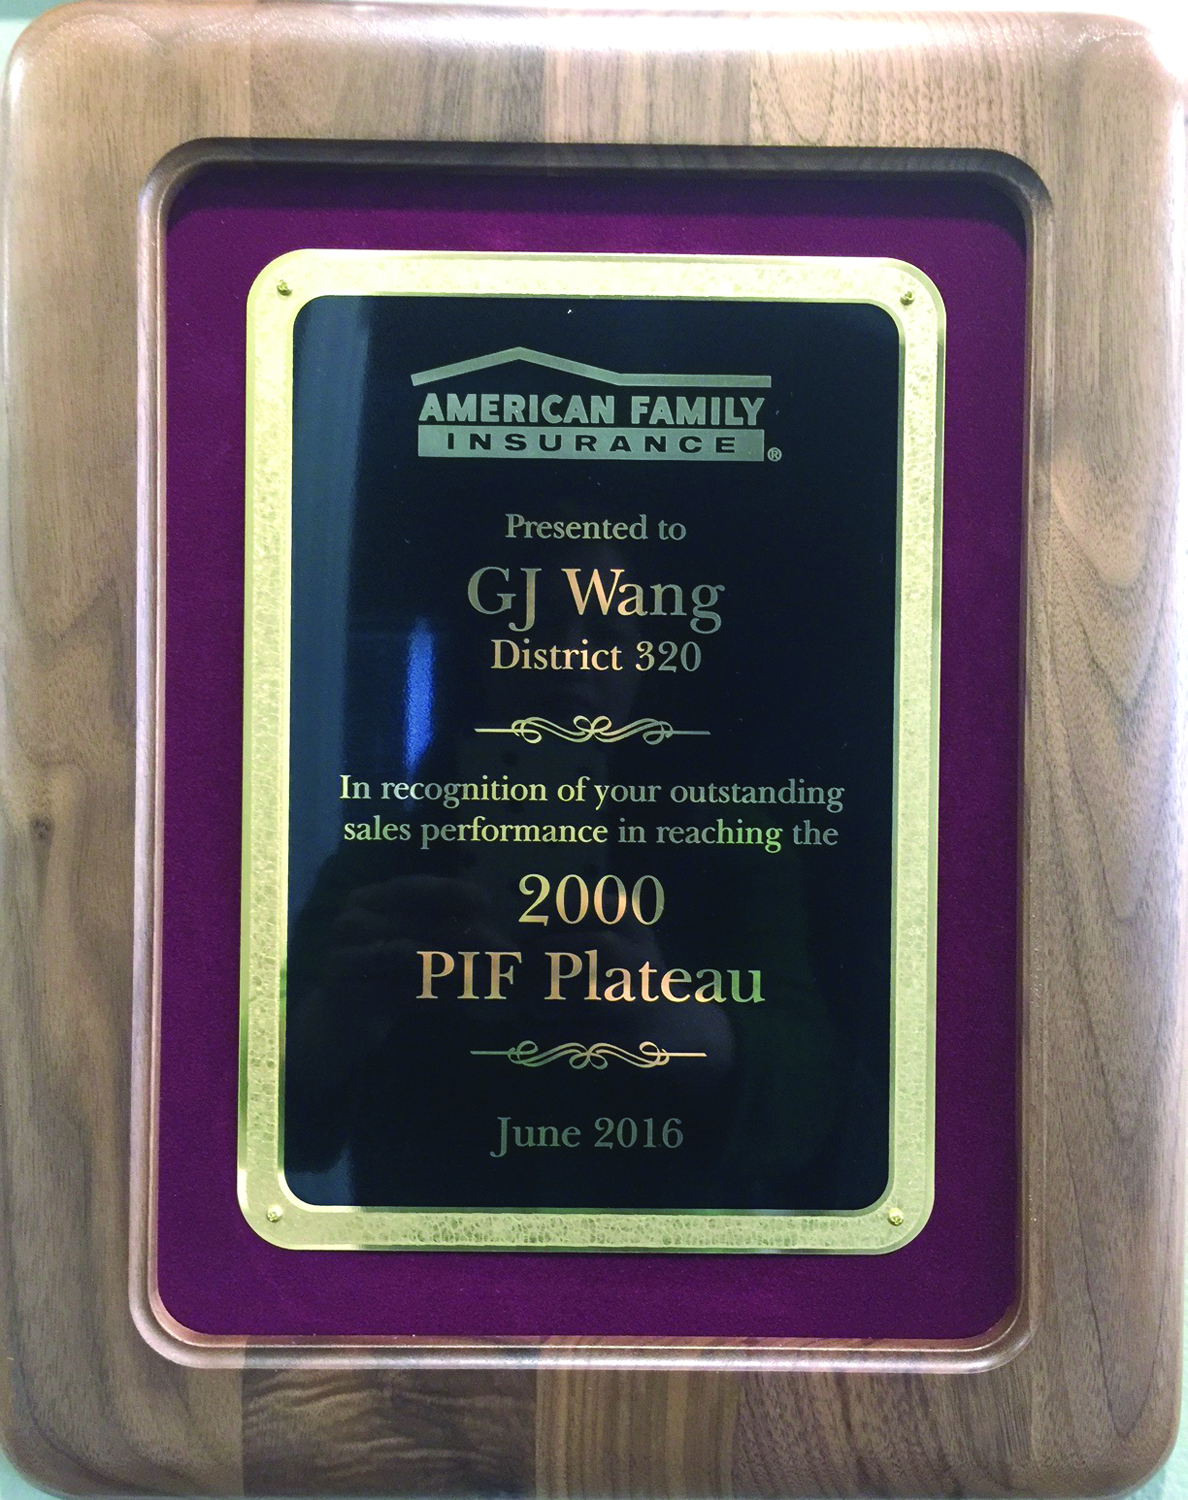 AMERICAN FAMILY
INSURANCE®
Presented to
GJ Wang
District 320
In recognition of your outstanding
sales performance in reaching the
2000
PIF Plateau
June 2016